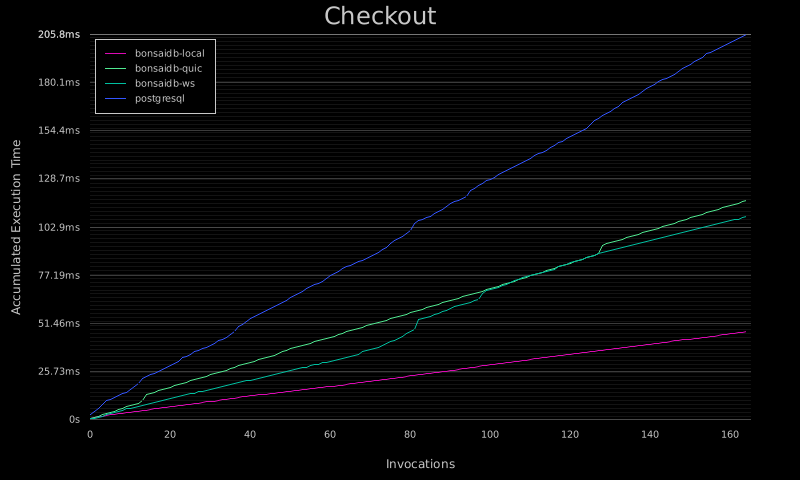 Checkout
205.8ms
180.1ms
154.4ms
128.7ms
102.9ms
77.19ms
51.46ms
25.73ms
0s
bonsaidb-local
bonsaidb-quic
bonsaidb-ws
postgresql
Accumulated Execution Time
0 20 40 60 80 100 120 140 160
Invocations